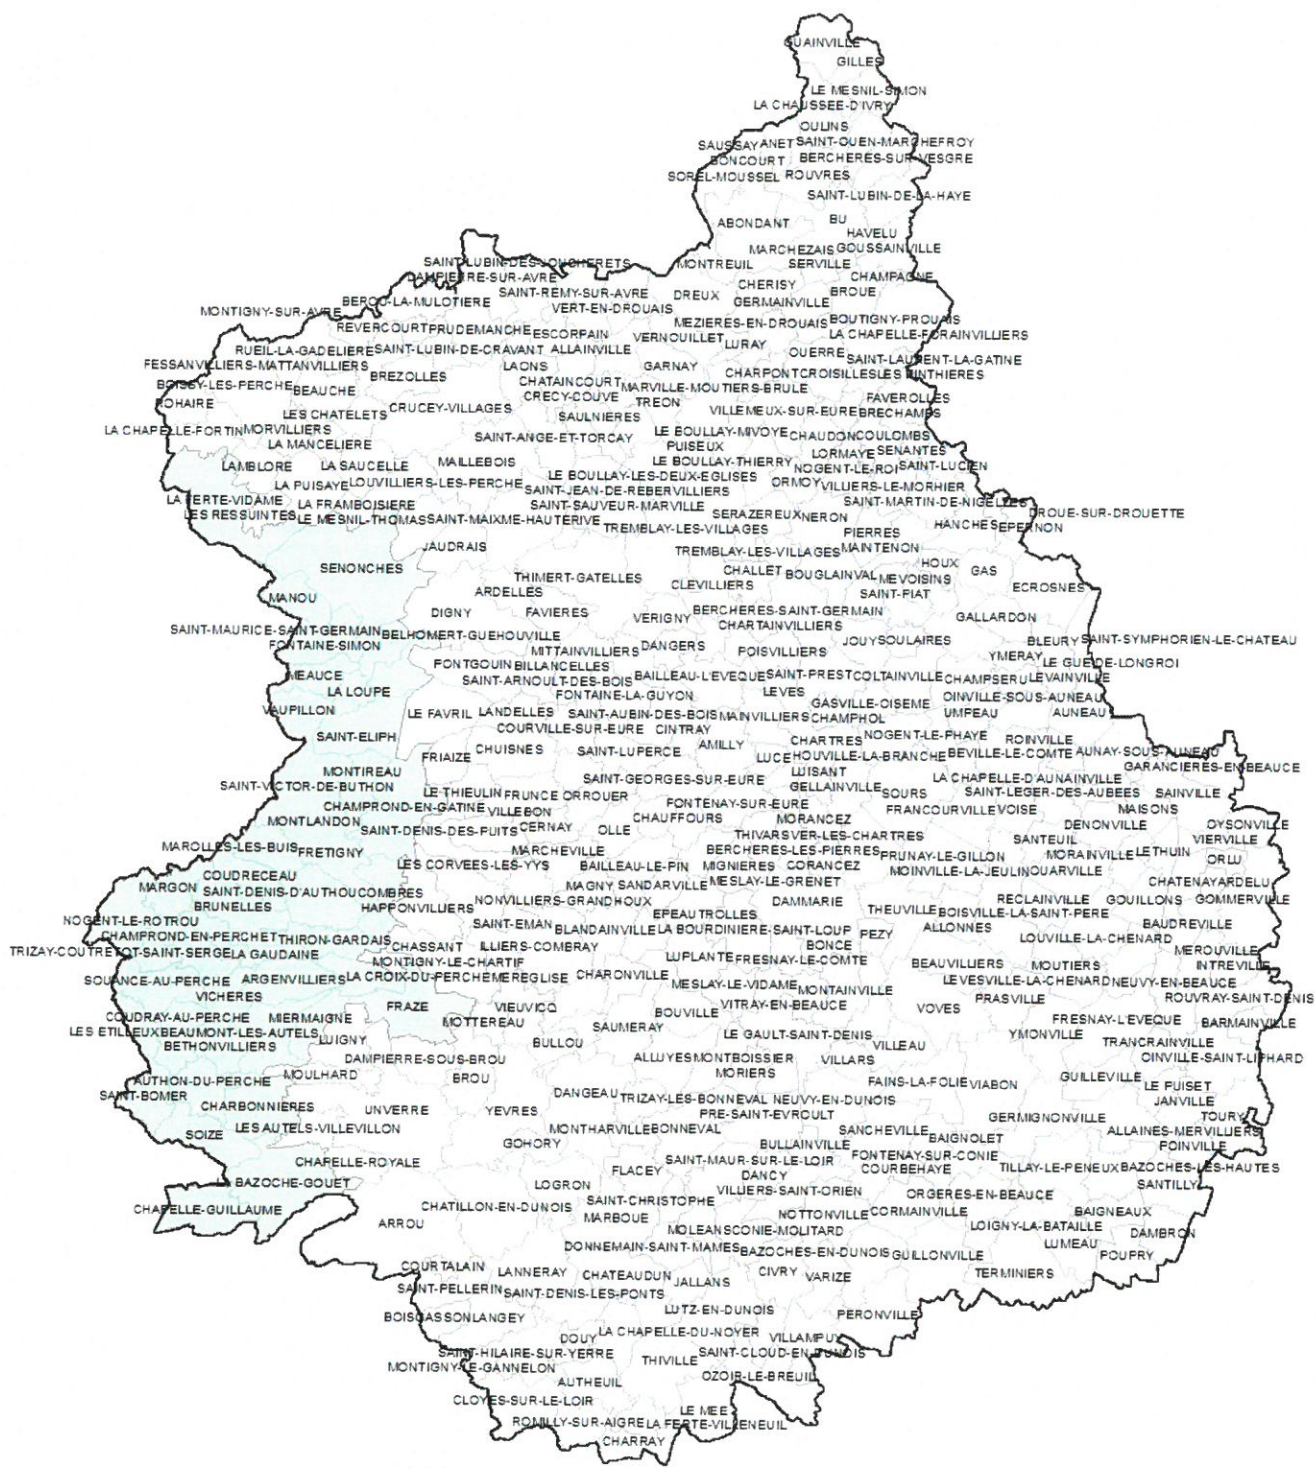 GUAINVILLE
GILLES
LE MESNIL-SIMON
LA CHAUSSEE-D'IVRY
OULINS
SAUSSAY ANET SAINT-OUEN-MARCHEFROY
BONCOURT BERCHERES-SUR-VESGRE
SOREL-MOUSSEL ROUVRES
SAINT-LUBIN-DE-LA-HAYE
ABONDANT BU
HAVELU
MARCHEZAIS GOUSSAINVILLE
SAINT-LUBIN-DES-JONCHERETS MONTREUIL SERVILLE
DAMPIERRE-SUR-AVRE CHAMPAGNE
CHERISY
SAINT-REMY-SUR-AVRE DREUX BROUE
BEROU-LA-MULOTIERE GERMAINVILLE
MONTIGNY-SUR-AVRE VERT-EN-DROUAIS
MEZIERES-EN-DROUAIS BOUTIGNY-PROUAIS
REVERCOURT PRUDEMANCHE ESCORPAIN VERNOUILLET LA CHAPELLE-FORAINVILLIERS
LURAY
RUEIL-LA-GADELIERE SAINT-LUBIN-DE-CRAVANT ALLAINVILLE OUERRE
FESSANVILLIERS-MATTANVILLIERS LAONS GARNAY SAINT-LAURENT-LA-GATINE
BREZOLLES CHARPONT CROISILLES LES PINTHIERES
BOISSY-LES-PERCHE BEAUCHE CHATAINCOURT MARVILLE-MOUTIERS-BRULE
CRECY-COUVE TREON FAVEROLLES
ROHAIRE LES CHATELETS CRUCEY-VILLAGES SAULNIERES VILLEMEUX-SUR-EURE BRECHAMPS
LA CHAPELLE-FORTIN MORVILLIERS LE BOULLAY-MIVOYE CHAUDON COULOMBS
LA MANCELIERE SAINT-ANGE-ET-TORCAY PUISEUX
LORMAYE SENANTES
LAMBLORE LA SAUCELLE MAILLEBOIS LE BOULLAY-THIERRY NOGENT-LE-ROI SAINT-LUCIEN
LA PUISAYE LOUVILLIERS-LES-PERCHE LE BOULLAY-LES-DEUX-EGLISES ORMOY VILLIERS-LE-MORHIER
SAINT-JEAN-DE-REBERVILLIERS
LA FERTE-VIDAME LA FRAMBOISIERE SAINT-SAUVEUR-MARVILLE SAINT-MARTIN-DE-NIGELLES
LES RESSUINTES LE MESNIL-THOMAS SAINT-MAIXME-HAUTERIVE SERAZEREUX NERON DROUE-SUR-DROUETTE
TREMBLAY-LES-VILLAGES PIERRES HANCHES EPERNON
JAUDRAIS TREMBLAY-LES-VILLAGES MAINTENON
SENONCHES CHALLET BOUGLAINVAL HOUX GAS
THIMERT-GATELLES CLEVILLIERS MEVOISINS ECROSNES
ARDELLES SAINT-PIAT
MANOU
DIGNY FAVIERES VERIGNY BERCHERES-SAINT-GERMAIN GALLARDON
CHARTAINVILLIERS
SAINT-MAURICE-SAINT-GERMAIN BELHOMERT-GUEHOUVILLE JOUY SOULAIRES BLEURY SAINT-SYMPHORIEN-LE-CHATEAU
FONTAINE-SIMON MITTAINVILLIERS DANGERS POISVILLIERS YMERAY
FONTGOUIN BILLANCELLES LE GUE-DE-LONGROI
MEAUCE SAINT-ARNOULT-DES-BOIS BAILLEAU-L'EVEQUE SAINT-PREST COLTAINVILLE CHAMPSERU LEVAINVILLE
LA LOUPE FONTAINE-LA-GUYON LEVES OINVILLE-SOUS-AUNEAU
GASVILLE-OISEME
VAUPILLON LE FAVRIL LANDELLES SAINT-AUBIN-DES-BOIS MAINVILLIERS CHAMPHOL UMPEAU AUNEAU
COURVILLE-SUR-EURE CINTRAY
SAINT-ELIPH AMILLY CHARTRES NOGENT-LE-PHAYE ROINVILLE
FRIAIZE CHUISNES SAINT-LUPERCE LUCE HOUVILLE-LA-BRANCHE BEVILLE-LE-COMTE AUNAY-SOUS-AUNEAU
MONTIREAU LUISANT GARANCIERES-EN-BEAUCE
SAINT-VICTOR-DE-BUTHON SAINT-GEORGES-SUR-EURE GELLAINVILLE LA CHAPELLE-D'AUNAINVILLE
LE THIEULIN FRUNCE ORROUER SOURS SAINT-LEGER-DES-AUBEES SAINVILLE
CHAMPROND-EN-GATINE VILLEBON FONTENAY-SUR-EURE FRANCOURVILLE VOISE MAISONS
MONTLANDON CHAUFFOURS MORANCEZ
SAINT-DENIS-DES-PUITS CERNAY OLLE DENONVILLE OYSONVILLE
THIVARS VER-LES-CHARTRES SANTEUIL VIERVILLE
MAROLLES-LES-BUIS FRETIGNY MARCHEVILLE BERCHERES-LES-PIERRES PRUNAY-LE-GILLON MORAINVILLE LETHUIN ORLU
LES CORVEES-LES-YYS BAILLEAU-LE-PIN MIGNIERES CORANCEZ MOINVILLE-LA-JEULIN OUARVILLE
COUDRECEAU
MARGON SAINT-DENIS-D'AUTHOU COMBRES MAGNY SANDARVILLE MESLAY-LE-GRENET CHATENAY ARDELU
BRUNELLES HAPPONVILLIERS NONVILLIERS-GRANDHOUX DAMMARIE RECLAINVILLE GOUILLONS GOMMERVILLE
NOGENT-LE-ROTROU SAINT-EMAN EPEAUTROLLES THEUVILLE BOISVILLE-LA-SAINT-PERE
BLANDAINVILLE LA BOURDINIERE-SAINT-LOUP PEZY ALLONNES BAUDREVILLE
CHAMPROND-EN-PERCHET THIRON-GARDAIS CHASSANT ILLIERS-COMBRAY BONCE LOUVILLE-LA-CHENARD
TRIZAY-COUTRETOT-SAINT-SERGE LA GAUDAINE MONTIGNY-LE-CHARTIF LUPLANTE FRESNAY-LE-COMTE BEAUVILLIERS MOUTIERS MEROUVILLE
INTREVILLE
SOUANCE-AU-PERCHE ARGENVILLIERS LA CROIX-DU-PERCHE MEREGLISE CHARONVILLE MESLAY-LE-VIDAME MONTAINVILLE LEVESVILLE-LA-CHENARD NEUVY-EN-BEAUCE
VICHERES FRAZE VIEUVICQ VITRAY-EN-BEAUCE VOVES PRASVILLE ROUVRAY-SAINT-DENIS
COUDRAY-AU-PERCHE MIERMAIGNE MOTTEREAU BOUVILLE FRESNAY-L'EVEQUE BARMAINVILLE
LES ETILLEUX BEAUMONT-LES-AUTELS LUIGNY SAUMERAY LE GAULT-SAINT-DENIS YMONVILLE
BETHONVILLIERS BULLOU VILLEAU TRANCRAINVILLE
DAMPIERRE-SOUS-BROU ALLUYES MONTBOISSIER VILLARS OINVILLE-SAINT-LIPHARD
MOULHARD BROU MORIERS
AUTHON-DU-PERCHE DANGEAU FAINS-LA-FOLIE VIABON GUILLEVILLE LE PUISET
SAINT-BOMER TRIZAY-LES-BONNEVAL NEUVY-EN-DUNOIS JANVILLE
CHARBONNIERES UNVERRE YEVRES PRE-SAINT-EVROULT GERMIGNONVILLE TOURY
SOIZE LES AUTELS-VILLEVILLON MONTHARVILLE BONNEVAL SANCHEVILLE BAIGNOLET ALLAINES-MERVILLIERS
GOHORY BULLAINVILLE POINVILLE
CHAPELLE-ROYALE FLACEY SAINT-MAUR-SUR-LE-LOIR FONTENAY-SUR-CONIE
DANCY COURBEHAYE TILLAY-LE-PENEUX BAZOCHES-LES-HAUTES
BAZOCHE-GOUET LOGRON VILLIERS-SAINT-ORIEN SANTILLY
CHAPELLE-GUILLAUME CHATILLON-EN-DUNOIS SAINT-CHRISTOPHE ORGERES-EN-BEAUCE
ARROU MARBOUE NOTTONVILLE CORMAINVILLE BAIGNEAUX
MOLEANS CONIE-MOLITARD LOIGNY-LA-BATAILLE DAMBRON
DONNEMAIN-SAINT-MAMES BAZOCHES-EN-DUNOIS GUILLONVILLE LUMEAU POUPRY
COURTALAIN LANNERAY CHATEAUDUN JALLANS CIVRY VARIZE TERMINIERS
SAINT-PELLERIN SAINT-DENIS-LES-PONTS
BOISGASSON LANGEY LUTZ-EN-DUNOIS PERONVILLE
DOUY LA CHAPELLE-DU-NOYER VILLAMPUY
SAINT-HILAIRE-SUR-YERRE THIVILLE SAINT-CLOUD-EN-DUNOIS
MONTIGNY-LE-GANNELON AUTHEUIL OZOIR-LE-BREUIL
CLOYES-SUR-LE-LOIR LE MEE
ROMILLY-SUR-AIGRE LA FERTE-VILLENEUIL
CHARRAY